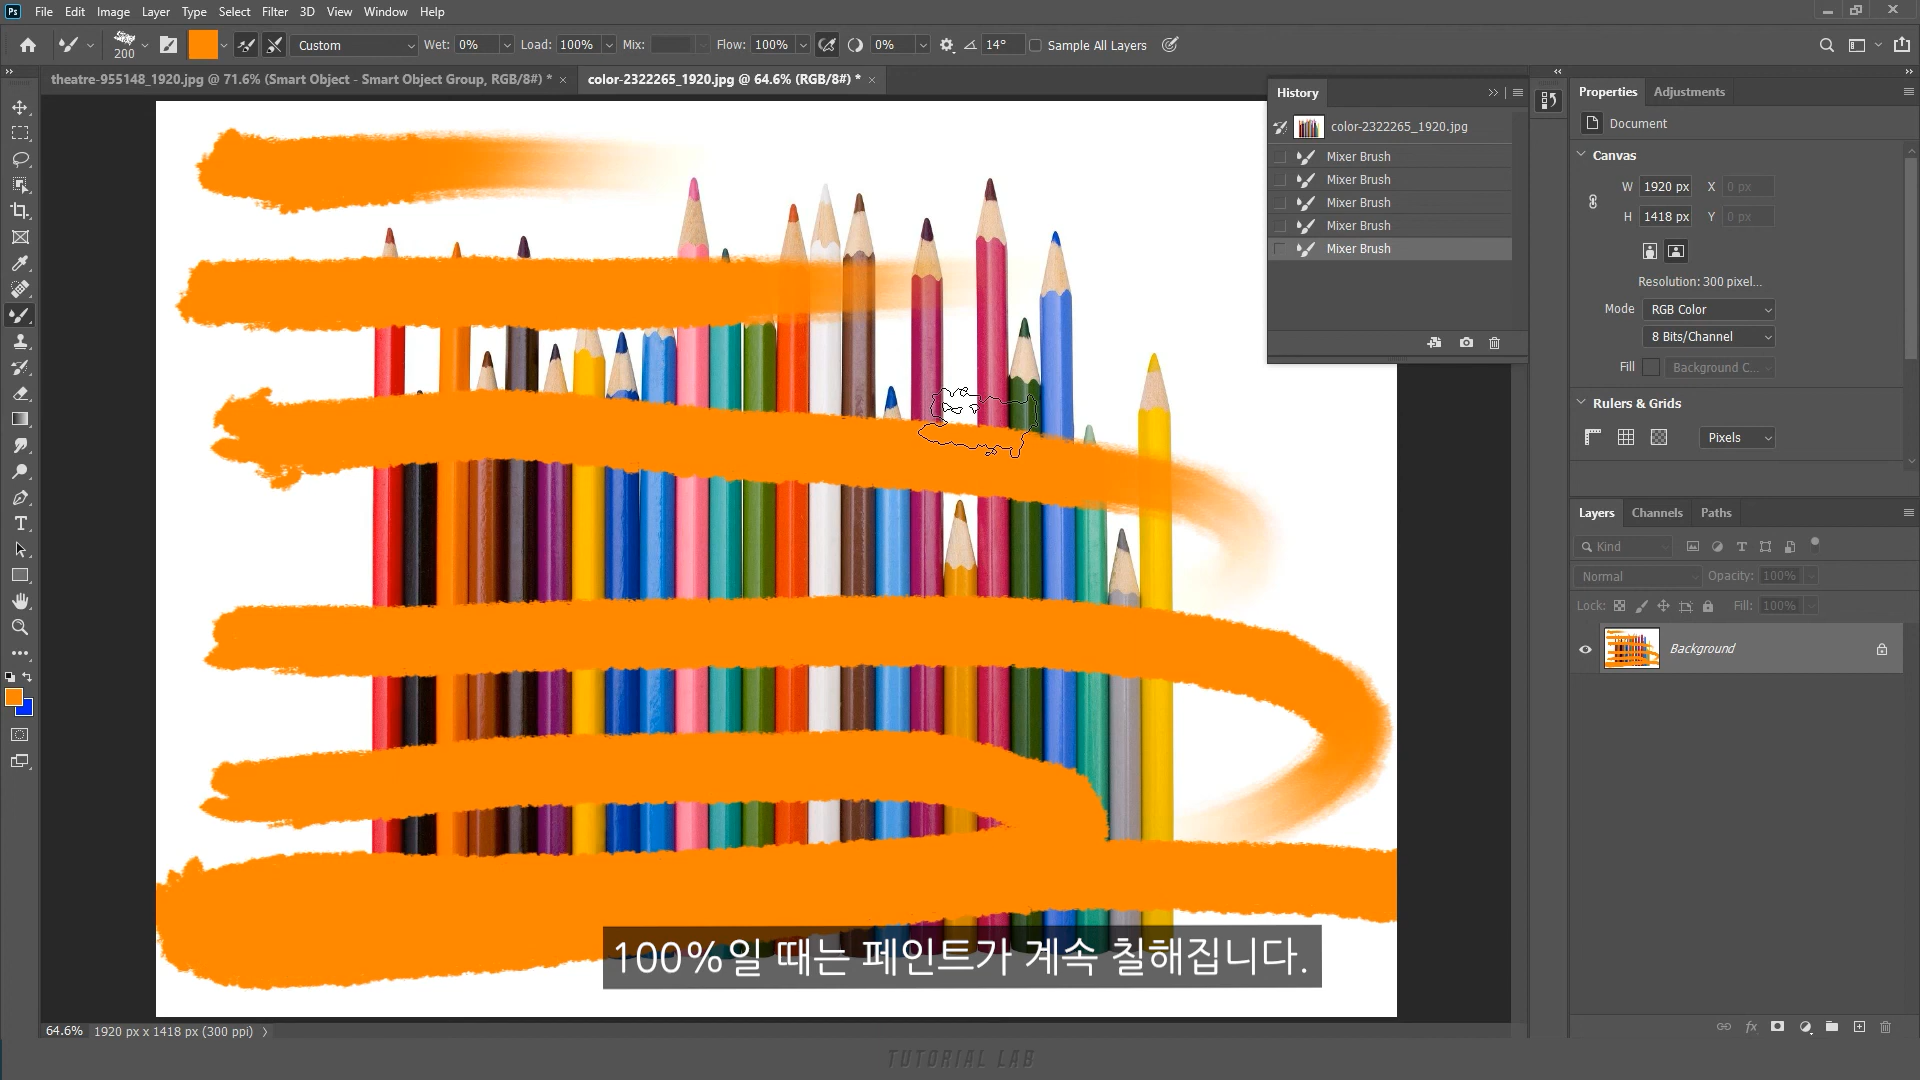 Ps File Edit Image Layer Type Select Filter 3D View Window Help
200 Custom Wet: 0% Load: 100% Mix: Flow: 100% 0% 14° Sample All Layers
theatre-955148_1920.jpg @ 71.6% (Smart Object - Smart Object Group, RGB/8#) * × color-2322265_1920.jpg @ 64.6% (RGB/8#) * ×
History
color-2322265_1920.jpg
Mixer Brush
Mixer Brush
Mixer Brush
Mixer Brush
Mixer Brush
Properties Adjustments
Document
Canvas
W 1920 px X 0 px
H 1418 px Y 0 px
Resolution: 300 pixel...
Mode RGB Color
8 Bits/Channel
Fill Background C...
Rulers & Grids
Pixels
Layers Channels Paths
Kind
Normal Opacity: 100%
Lock: Fill: 100%
Background
100%일 때는 페인트가 계속 칠해집니다.
64.6% 1920 px x 1418 px (300 ppi)
TUTORIAL LAB